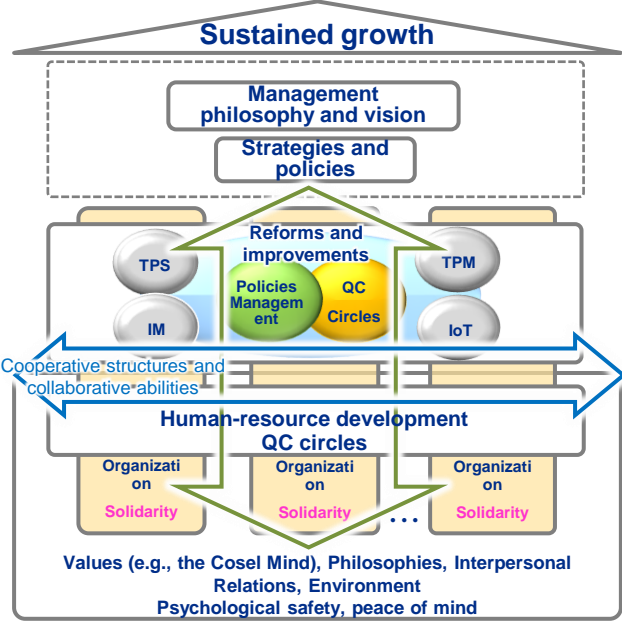 Sustained growth
Management
philosophy and vision
Strategies and
policies
Reforms and
improvements
TPS
TPM
Policies
Managem
ent
QC
Circles
IM
IoT
Cooperative structures and
collaborative abilities
Human-resource development
QC circles
Organizati
on
Solidarity
Organizati
on
Solidarity
...
Organizati
on
Solidarity
Values (e.g., the Cosel Mind), Philosophies, Interpersonal
Relations, Environment
Psychological safety, peace of mind